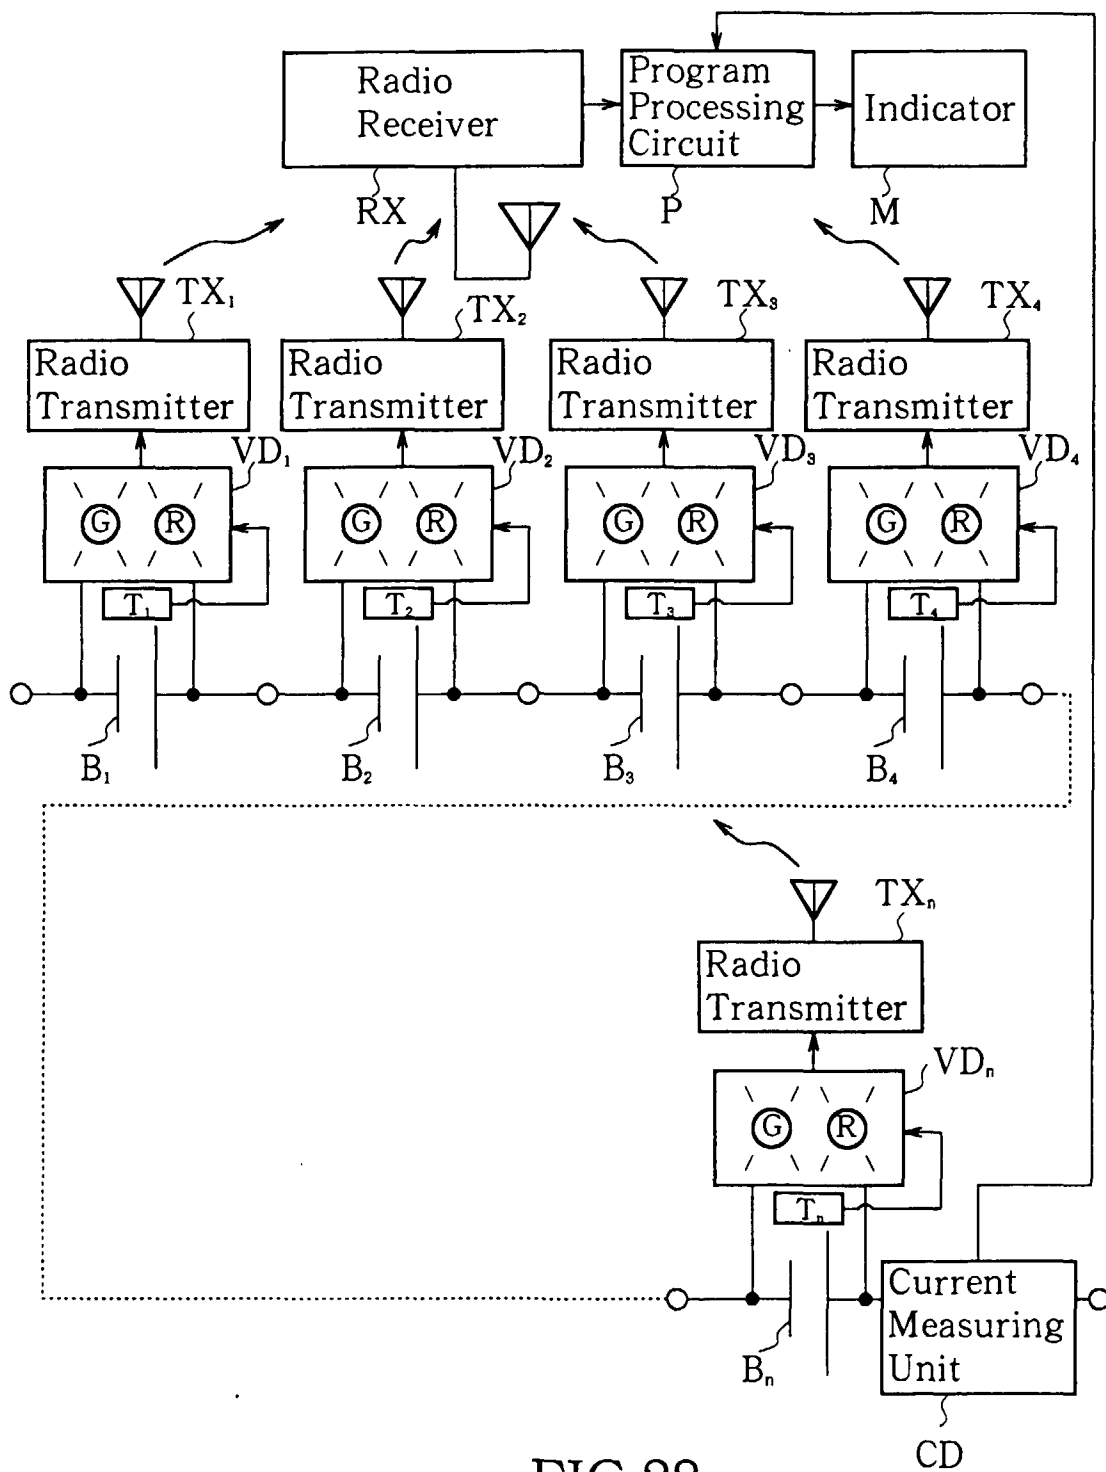 Radio
Receiver
Program
Processing
Circuit
Indicator
RX
P
M
TX₁
TX₂
TX₃
TX₄
Radio
Transmitter
Radio
Transmitter
Radio
Transmitter
Radio
Transmitter
VD₁
VD₂
VD₃
VD₄
G R
G R
G R
G R
T₁
T₂
T₃
T₄
B₁
B₂
B₃
B₄
TXₙ
Radio
Transmitter
VDₙ
G R
Tₙ
Bₙ
Current
Measuring
Unit
CD